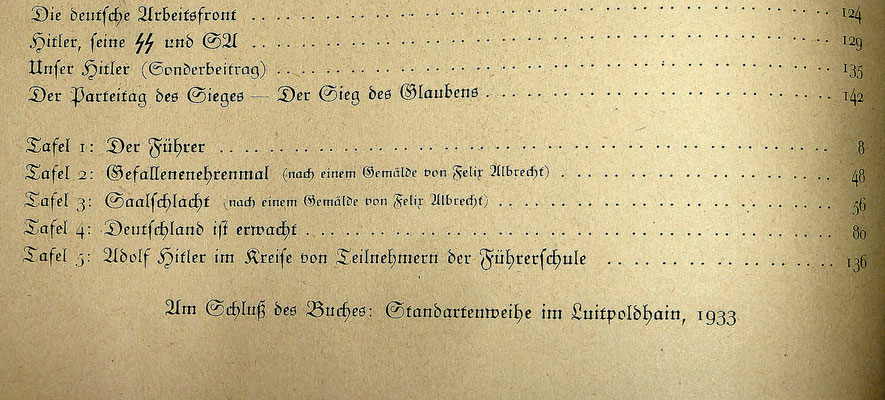 Die deutsche Arbeitsfront . . . . . . . . . . . . . . . . . . . . . . . . . . . . . . 124
Hitler, seine SS und SA . . . . . . . . . . . . . . . . . . . . . . . . . . . . . . 129
Unser Hitler (Sonderbeitrag) . . . . . . . . . . . . . . . . . . . . . . . . . . . . 135
Der Parteitag des Sieges — Der Sieg des Glaubens . . . . . . . . . . . . . . . . . . 142
Tafel 1: Der Führer . . . . . . . . . . . . . . . . . . . . . . . . . . . . . . . . 8
Tafel 2: Gefallenenehrenmal (nach einem Gemälde von Felix Albrecht) . . . . . . . . . . . . . . 48
Tafel 3: Saalschlacht (nach einem Gemälde von Felix Albrecht) . . . . . . . . . . . . . . . . . 56
Tafel 4: Deutschland ist erwacht . . . . . . . . . . . . . . . . . . . . . . . . . . 80
Tafel 5: Adolf Hitler im Kreise von Teilnehmern der Führerschule . . . . . . . . . . . . 136
Am Schluß des Buches: Standartenweihe im Luitpoldhain, 1933